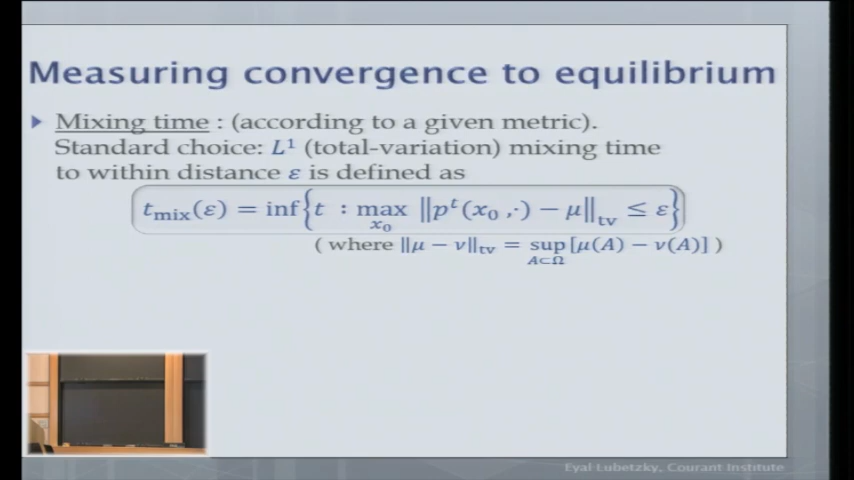 Measuring convergence to equilibrium
Mixing time : (according to a given metric).
Standard choice: L¹ (total-variation) mixing time
to within distance ε is defined as
t_mix(ε) = inf{t : max_{x₀} ‖pᵗ(x₀ ,·) − μ‖_tv ≤ ε}
( where ‖μ − ν‖_tv = sup_{A⊂Ω} [μ(A) − ν(A)] )
Eyal Lubetzky, Courant Institute